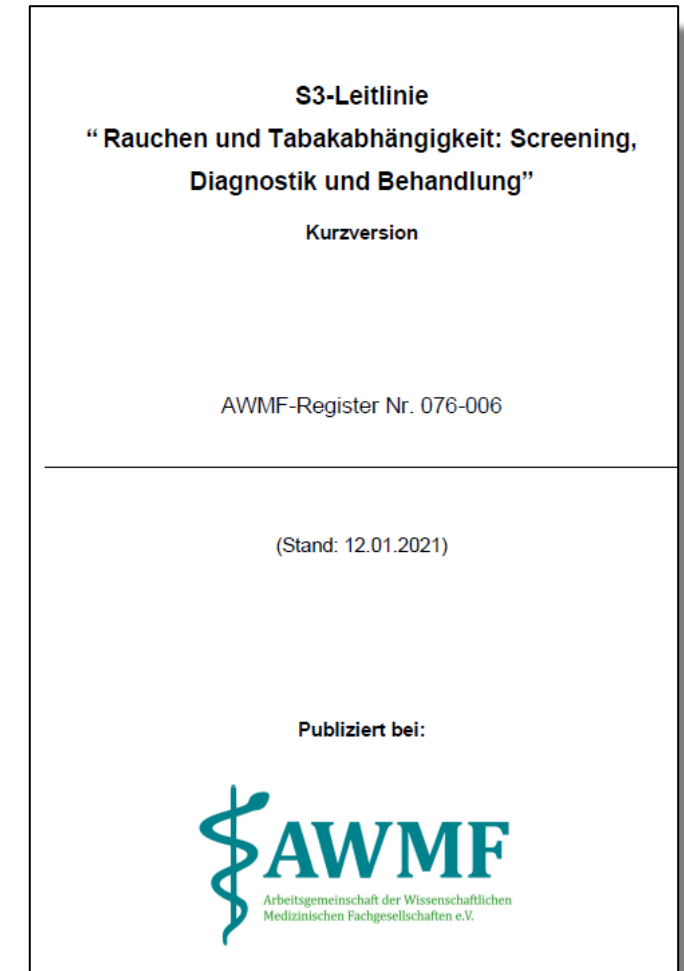 S3-Leitlinie
“ Rauchen und Tabakabhängigkeit: Screening,
Diagnostik und Behandlung”
Kurzversion
AWMF-Register Nr. 076-006
(Stand: 12.01.2021)
Publiziert bei:
AWMF
Arbeitsgemeinschaft der Wissenschaftlichen
Medizinischen Fachgesellschaften e.V.